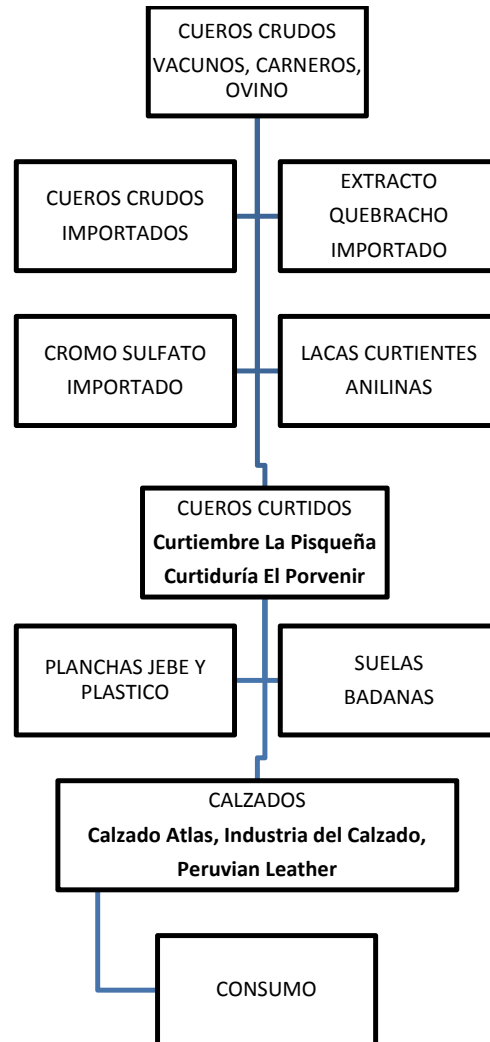 CUEROS CRUDOS
VACUNOS, CARNEROS,
OVINO
CUEROS CRUDOS
IMPORTADOS
EXTRACTO
QUEBRACHO
IMPORTADO
CROMO SULFATO
IMPORTADO
LACAS CURTIENTES
ANILINAS
CUEROS CURTIDOS
Curtiembre La Pisqueña
Curtiduría El Porvenir
PLANCHAS JEBE Y
PLASTICO
SUELAS
BADANAS
CALZADOS
Calzado Atlas, Industria del Calzado,
Peruvian Leather
CONSUMO